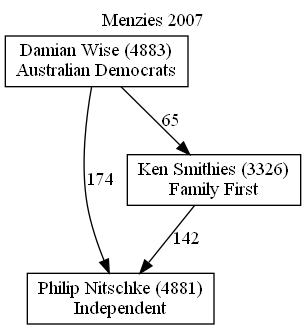 Menzies 2007
Damian Wise (4883)
Australian Democrats
65
Ken Smithies (3326)
Family First
174
142
Philip Nitschke (4881)
Independent